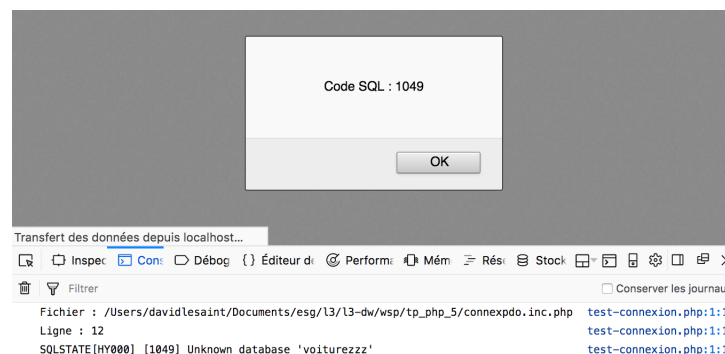 Code SQL : 1049
OK
Transfert des données depuis localhost...
Inspec Cons Débog Éditeur de Performa Mém Rése Stock
Filtrer Conserver les journau
Fichier : /Users/davidlesaint/Documents/esg/l3/l3-dw/wsp/tp_php_5/connexpdo.inc.php test-connexion.php:1:1
Ligne : 12 test-connexion.php:1:1
SQLSTATE[HY000] [1049] Unknown database 'voiturezzz' test-connexion.php:1:1